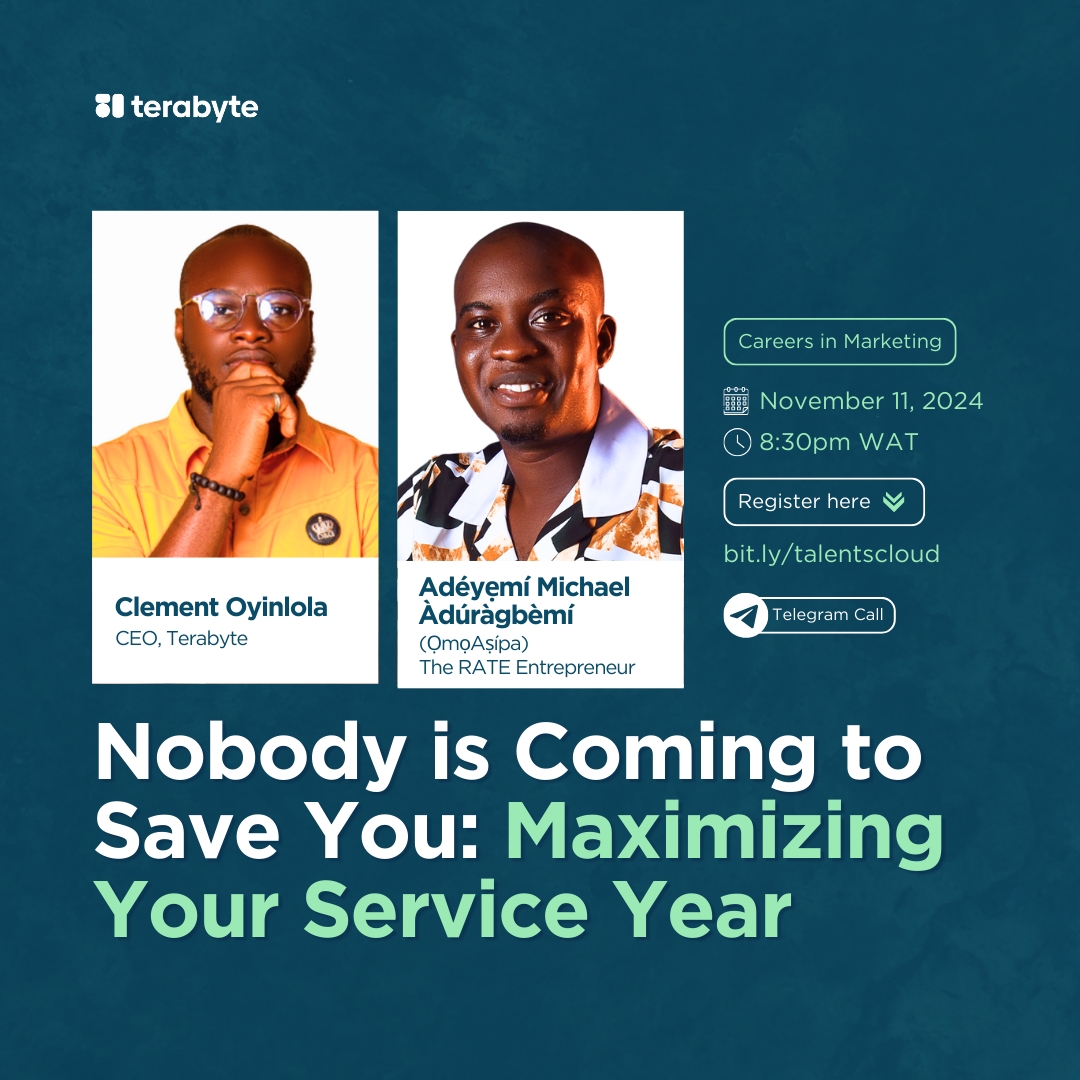 terabyte
Clement Oyinlola
CEO, Terabyte
Adéyẹmí Michael
Àdúràgbèmí
(ỌmọAṣípa)
The RATE Entrepreneur
Careers in Marketing
November 11, 2024
8:30pm WAT
Register here
bit.ly/talentscloud
Telegram Call
Nobody is Coming to
Save You: Maximizing
Your Service Year